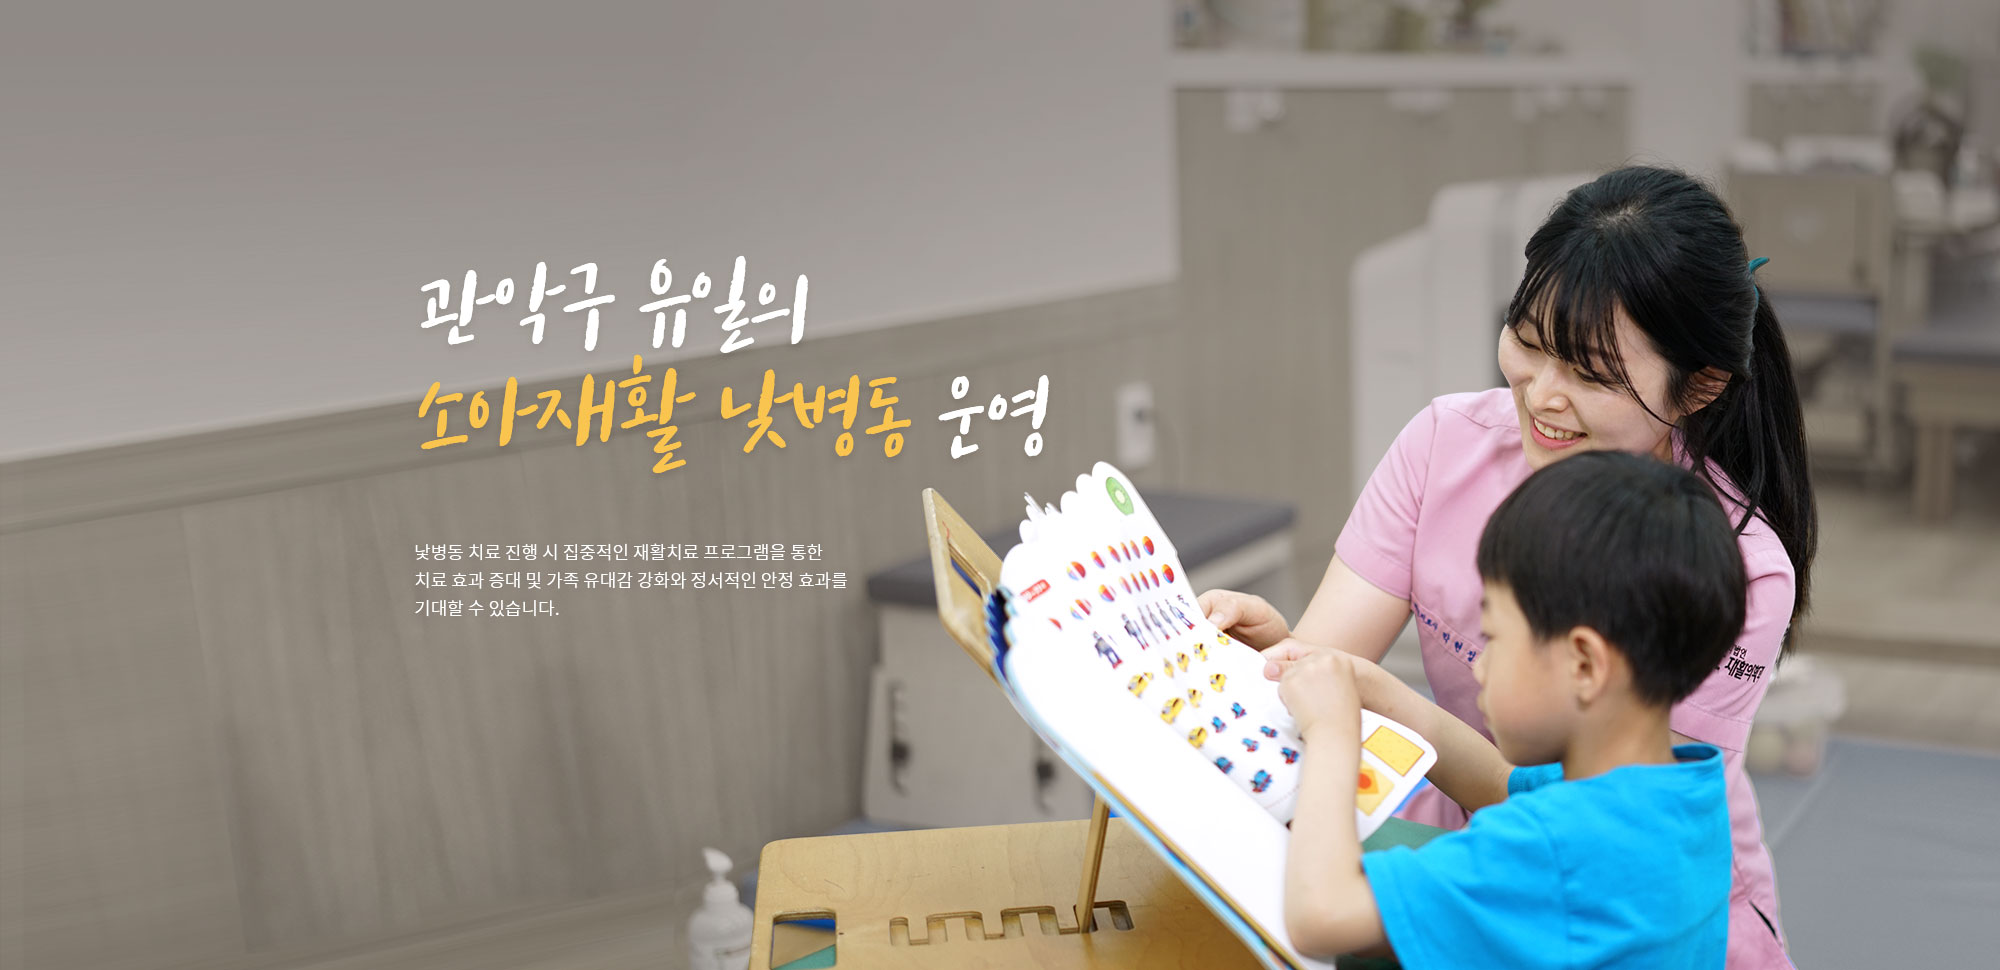 관악구 유일의
소아재활 낮병동 운영
낮병동 치료 진행 시 집중적인 재활치료 프로그램을 통한
치료 효과 증대 및 가족 유대감 강화와 정서적인 안정 효과를
기대할 수 있습니다.